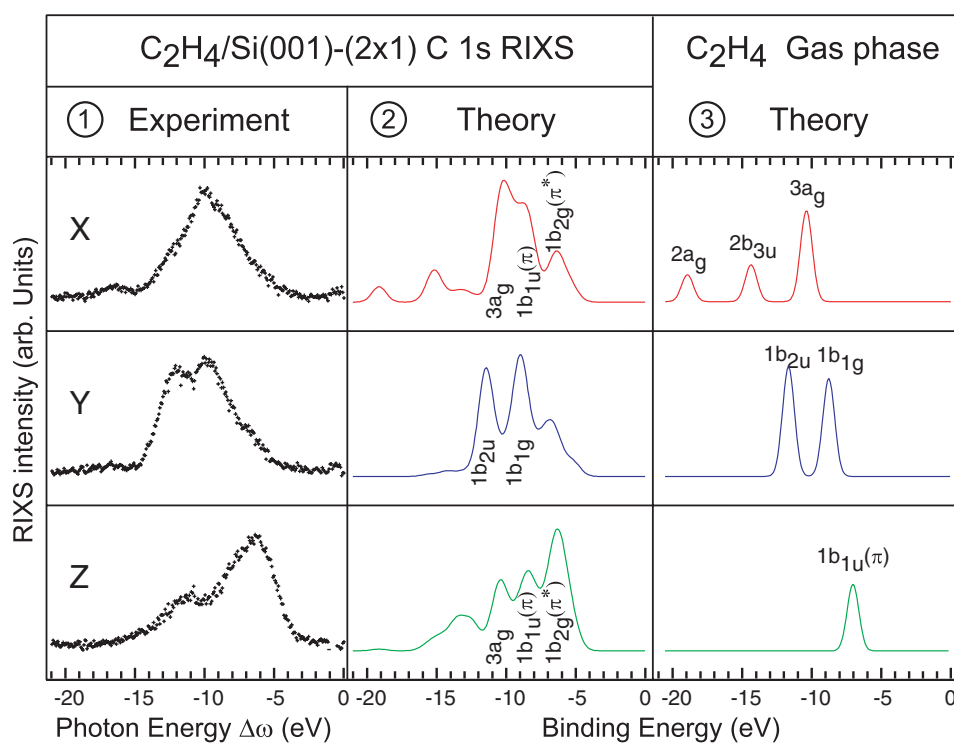 C2H4/Si(001)-(2x1) C 1s RIXS
C2H4 Gas phase
1 Experiment
2 Theory
3 Theory
RIXS intensity (arb. Units)
X
3ag
1b1u(π)
1b2g(π*)
2ag
2b3u
3ag
Y
1b2u
1b1g
1b2u
1b1g
Z
3ag
1b1u(π)
1b2g(π*)
1b1u(π)
-20 -15 -10 -5 0
-20 -15 -10 -5 0
-20 -15 -10 -5 0
Photon Energy Δω (eV)
Binding Energy (eV)